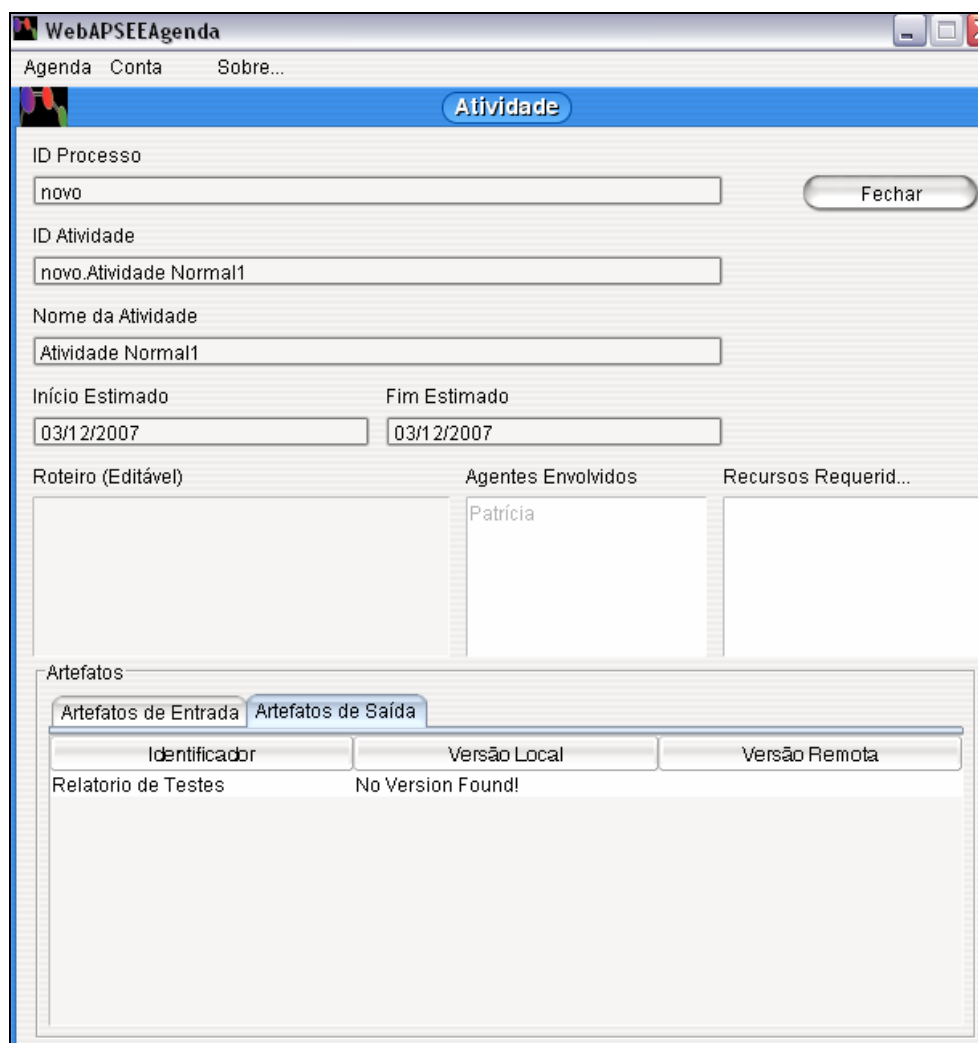 WebAPSEEAgenda
Agenda Conta Sobre...
Atividade
ID Processo
novo
Fechar
ID Atividade
novo.Atividade Normal1
Nome da Atividade
Atividade Normal1
Início Estimado Fim Estimado
03/12/2007 03/12/2007
Roteiro (Editável) Agentes Envolvidos Recursos Requerid...
Patrícia
Artefatos
Artefatos de Entrada Artefatos de Saída
Identificador Versão Local Versão Remota
Relatorio de Testes No Version Found!